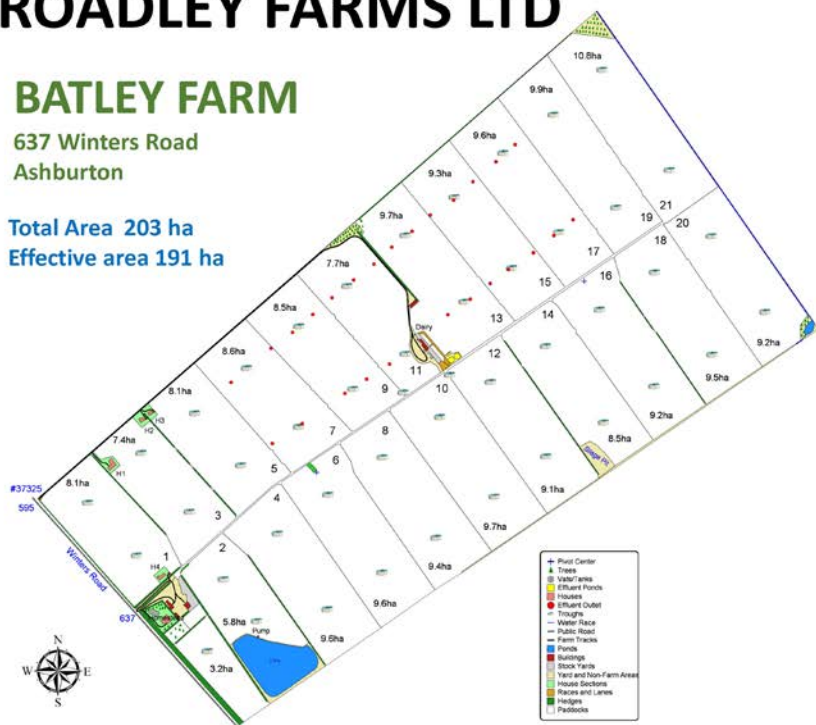 ROADLEY FARMS LTD
BATLEY FARM
637 Winters Road
Ashburton
Total Area 203 ha
Effective area 191 ha
10.8ha
9.9ha
9.6ha
9.3ha
9.7ha
7.7ha
8.5ha
8.6ha
8.1ha
7.4ha
8.1ha
21
20
19
18
17
16
15
14
13
12
11
10
9
8
7
6
5
4
3
2
1
Dairy
H3
H2
H1
H4
#37325
595
Winters Road
637
9.2ha
9.5ha
9.2ha
8.5ha
Silage Pit
9.1ha
9.7ha
9.4ha
9.6ha
9.6ha
5.8ha
Pump
3.2ha
N
W
E
S
Pivot Center
Trees
Vats/Tanks
Effluent Ponds
Houses
Effluent Outlet
Troughs
Water Race
Public Road
Farm Tracks
Ponds
Buildings
Stock Yards
Yard and Non-Farm Areas
House Sections
Races and Lanes
Hedges
Paddocks